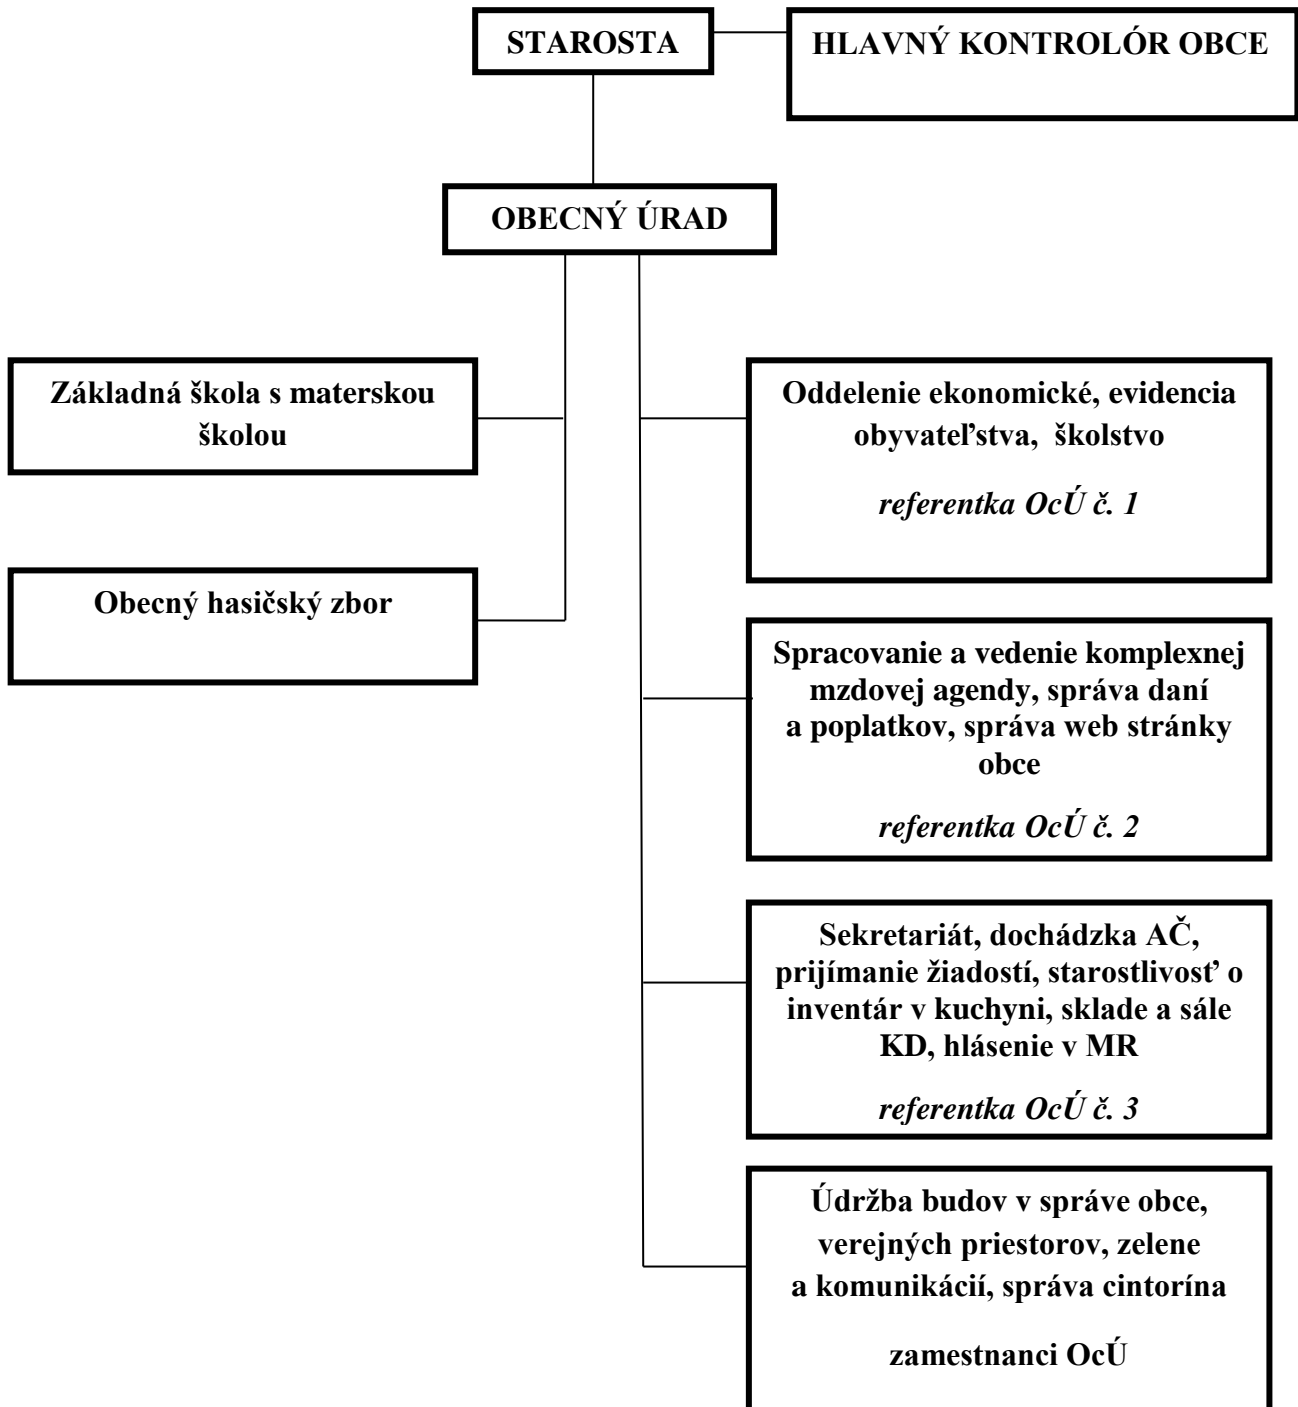 STAROSTA
HLAVNÝ KONTROLÓR OBCE
OBECNÝ ÚRAD
Základná škola s materskou
školou
Obecný hasičský zbor
Oddelenie ekonomické, evidencia
obyvateľstva, školstvo
referentka OcÚ č. 1
Spracovanie a vedenie komplexnej
mzdovej agendy, správa daní
a poplatkov, správa web stránky
obce
referentka OcÚ č. 2
Sekretariát, dochádzka AČ,
prijímanie žiadostí, starostlivosť o
inventár v kuchyni, sklade a sále
KD, hlásenie v MR
referentka OcÚ č. 3
Údržba budov v správe obce,
verejných priestorov, zelene
a komunikácií, správa cintorína
zamestnanci OcÚ